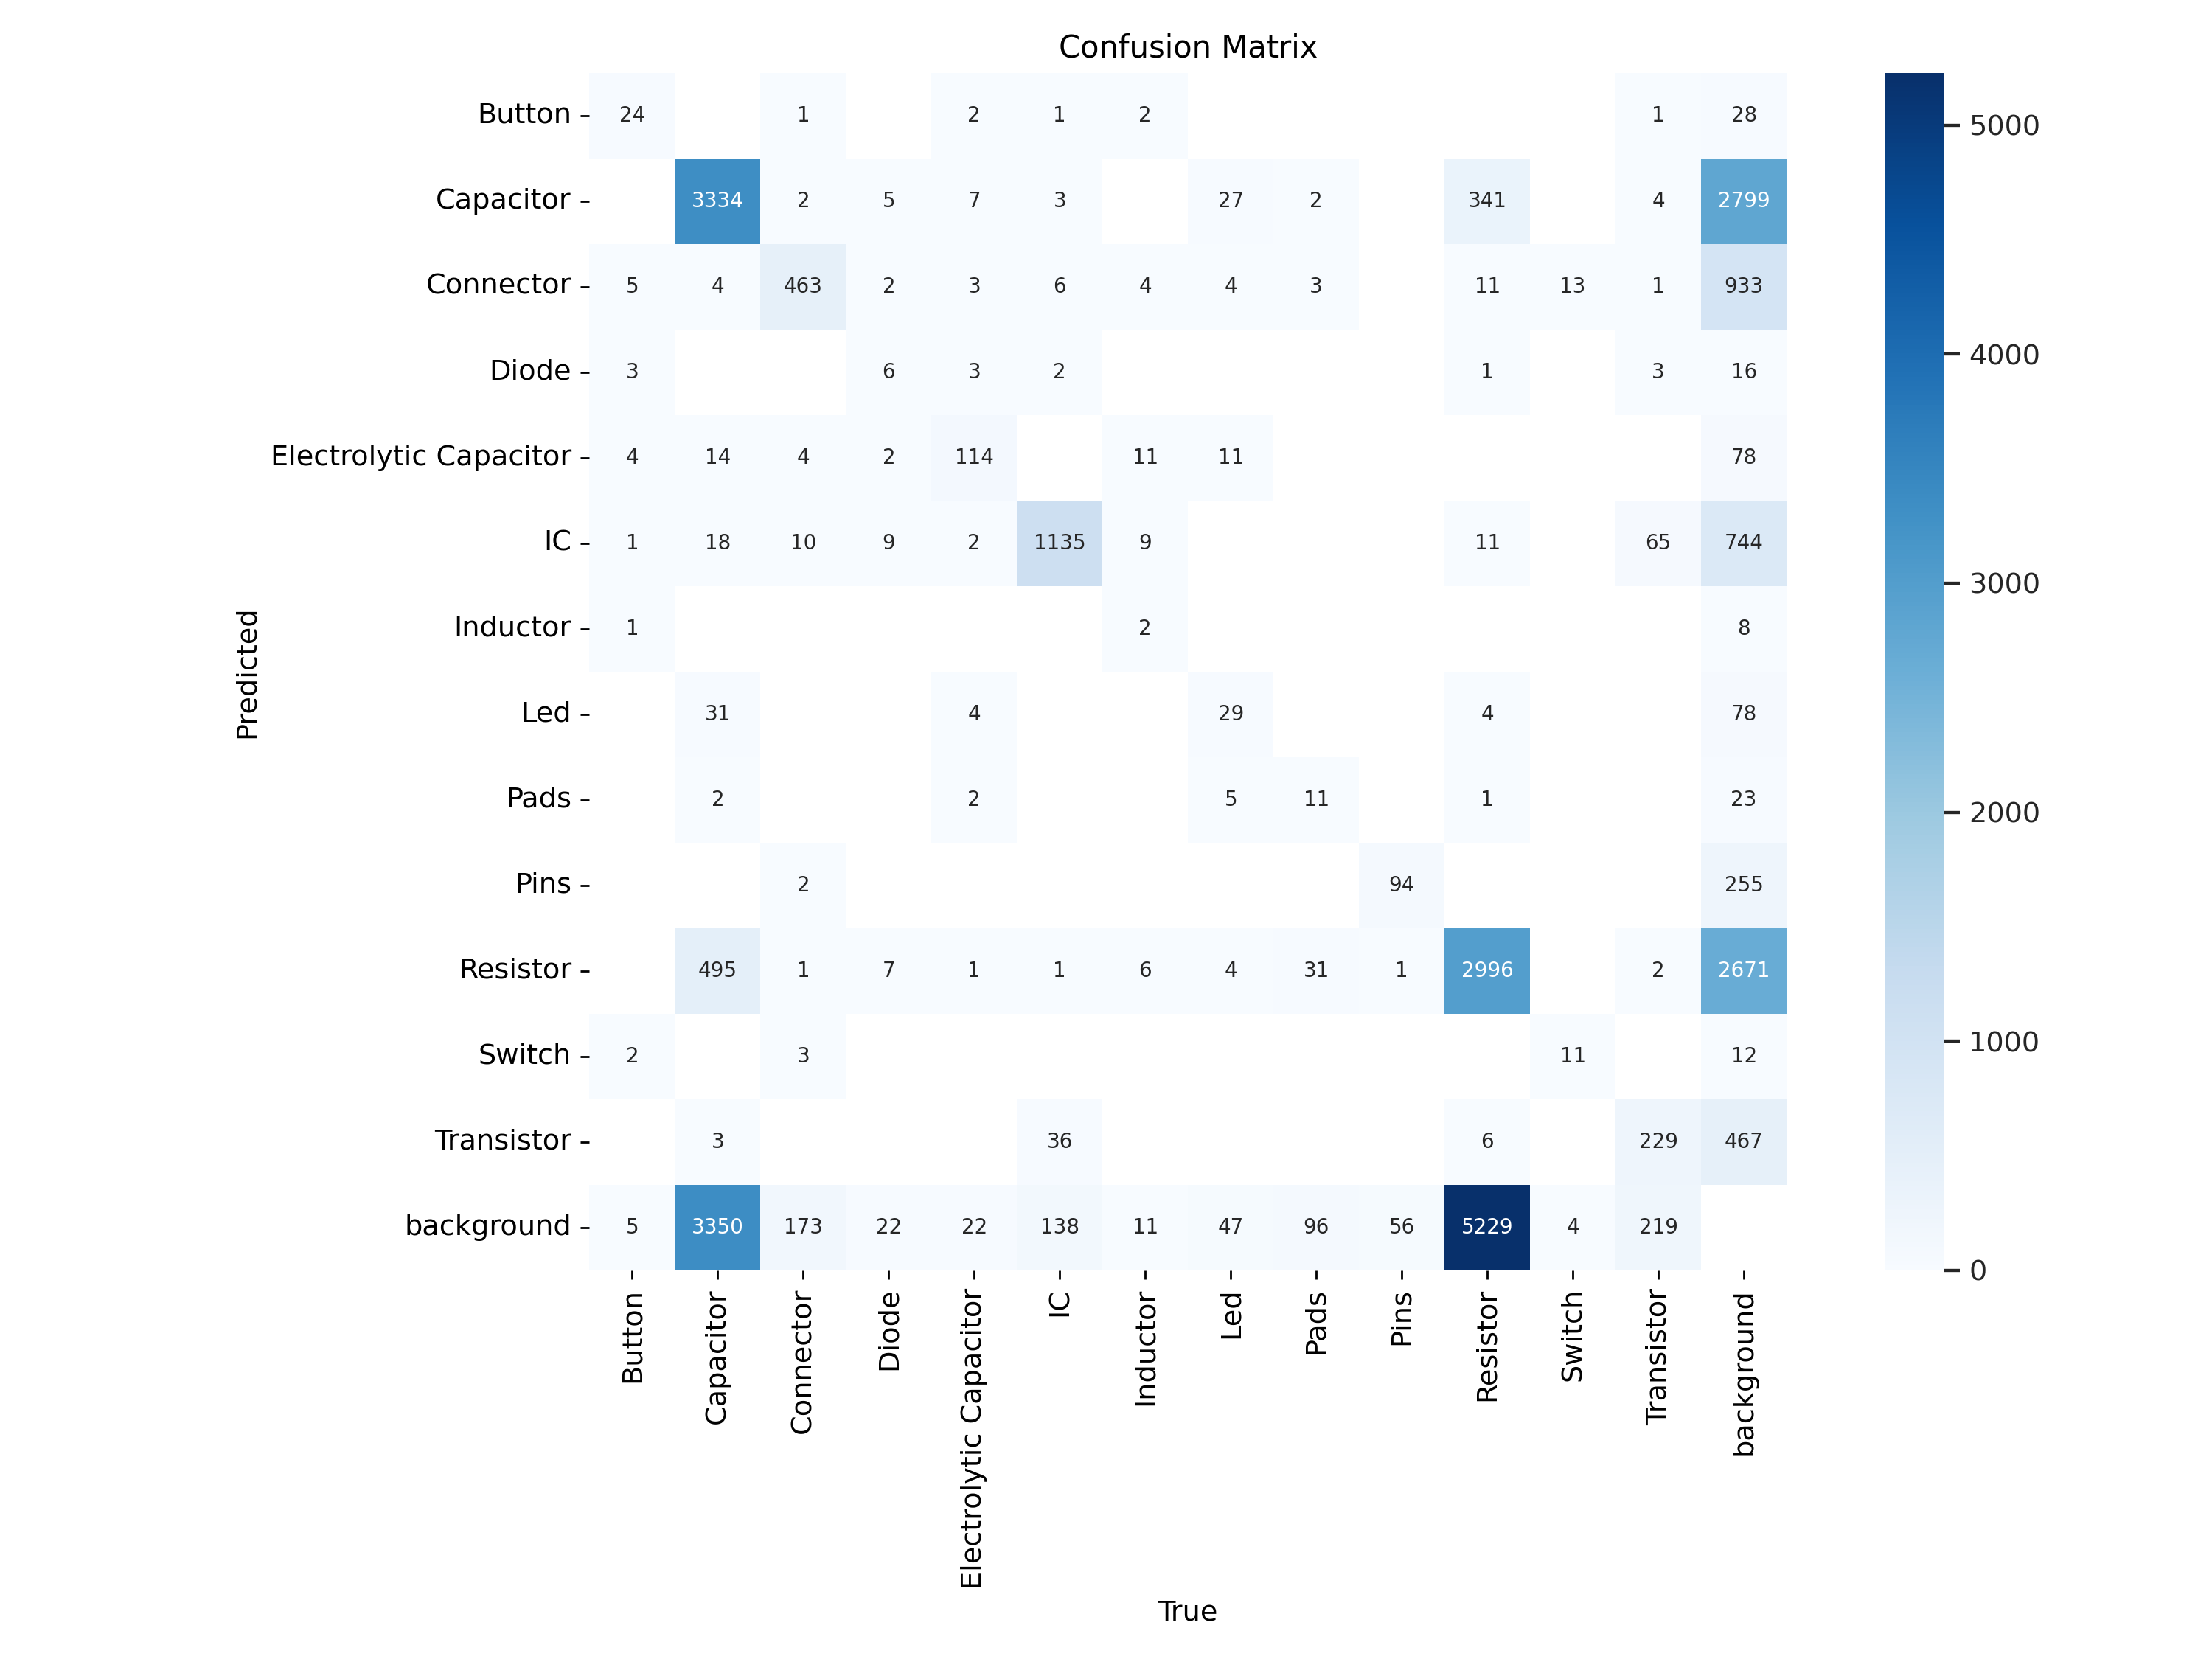 Confusion Matrix
Button 24 1 2 1 2 1 28
Capacitor 3334 2 5 7 3 27 2 341 4 2799
Connector 5 4 463 2 3 6 4 4 3 11 13 1 933
Diode 3 6 3 2 1 3 16
Electrolytic Capacitor 4 14 4 2 114 11 11 78
IC 1 18 10 9 2 1135 9 11 65 744
Inductor 1 2 8
Led 31 4 29 4 78
Pads 2 2 5 11 1 23
Pins 2 94 255
Resistor 495 1 7 1 1 6 4 31 1 2996 2 2671
Switch 2 3 11 12
Transistor 3 36 6 229 467
background 5 3350 173 22 22 138 11 47 96 56 5229 4 219
Predicted
Button
Capacitor
Connector
Diode
Electrolytic Capacitor
IC
Inductor
Led
Pads
Pins
Resistor
Switch
Transistor
background
True
5000
4000
3000
2000
1000
0